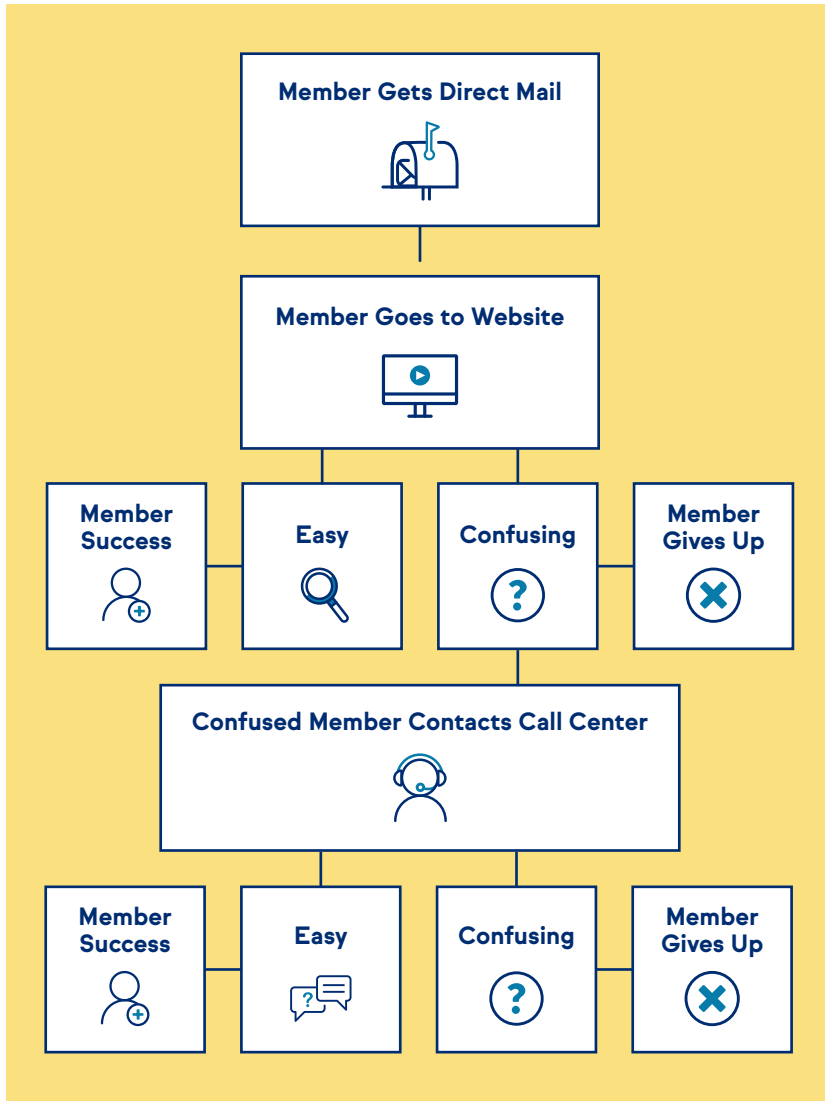 Member Gets Direct Mail
Member Goes to Website
Member
Success
Easy
Confusing
?
Member
Gives Up
Confused Member Contacts Call Center
Member
Success
Easy
?
Confusing
?
Member
Gives Up